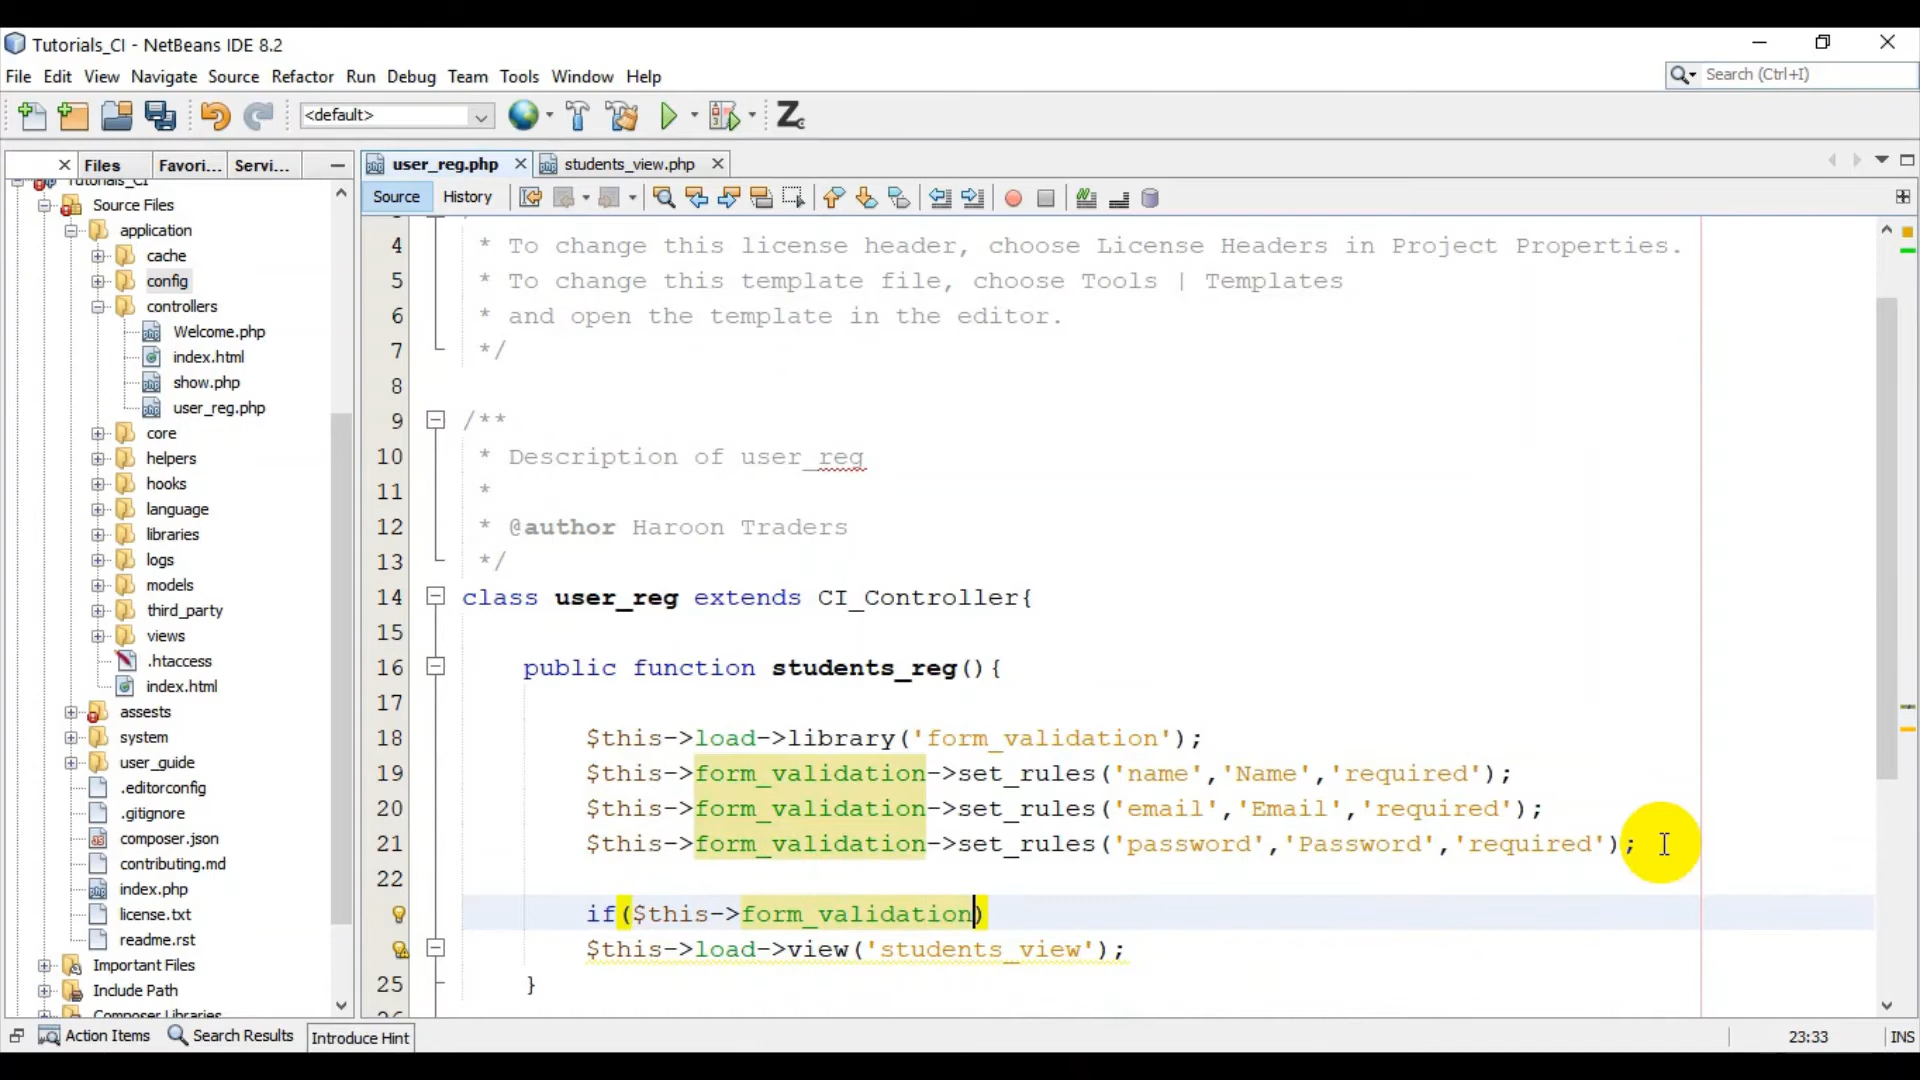 Tutorials_CI - NetBeans IDE 8.2
File Edit View Navigate Source Refactor Run Debug Team Tools Window Help
Search (Ctrl+I)
<default>
Files Favori... Servi...
user_reg.php students_view.php
Source History
Tutorials_CI
Source Files
application
cache
config
controllers
Welcome.php
index.html
show.php
user_reg.php
core
helpers
hooks
language
libraries
logs
models
third_party
views
.htaccess
index.html
assests
system
user_guide
.editorconfig
.gitignore
composer.json
contributing.md
index.php
license.txt
readme.rst
Important Files
Include Path
Composer Libraries
4 * To change this license header, choose License Headers in Project Properties.
5 * To change this template file, choose Tools | Templates
6 * and open the template in the editor.
7 */
8
9 /**
10 * Description of user_reg
11 *
12 * @author Haroon Traders
13 */
14 class user_reg extends CI_Controller{
15
16 public function students_reg(){
17
18 $this->load->library('form_validation');
19 $this->form_validation->set_rules('name','Name','required');
20 $this->form_validation->set_rules('email','Email','required');
21 $this->form_validation->set_rules('password','Password','required');
22
if($this->form_validation)
$this->load->view('students_view');
25 }
Action Items Search Results Introduce Hint
23:33 INS